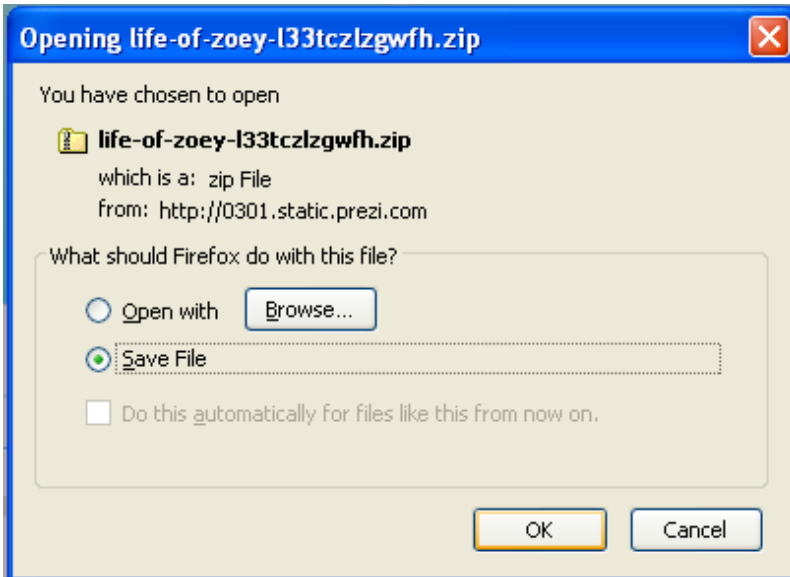 Opening life-of-zoey-l33tczlzgwfh.zip
You have chosen to open
life-of-zoey-l33tczlzgwfh.zip
which is a: zip File
from: http://0301.static.prezi.com
What should Firefox do with this file?
Open with Browse...
Save File
Do this automatically for files like this from now on.
OK Cancel